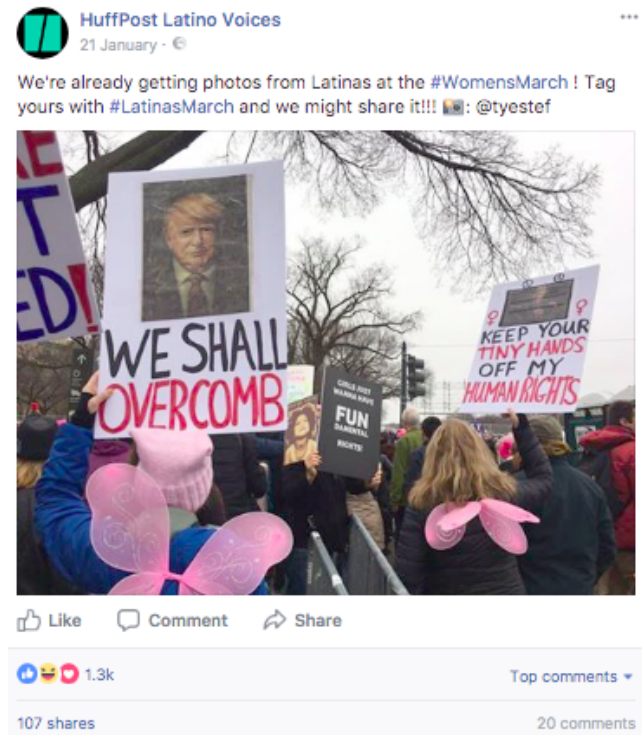 HuffPost Latino Voices
21 January ·
We're already getting photos from Latinas at the #WomensMarch ! Tag
yours with #LatinasMarch and we might share it!!! 📷: @tyestef
E
T
ED!
WE SHALL
OVERCOMB
GIRLS JUST
WANNA HAVE
FUN
DAMENTAL
RIGHTS!
KEEP YOUR
TINY HANDS
OFF MY
HUMAN RIGHTS
Like
Comment
Share
1.3k
Top comments
107 shares
20 comments